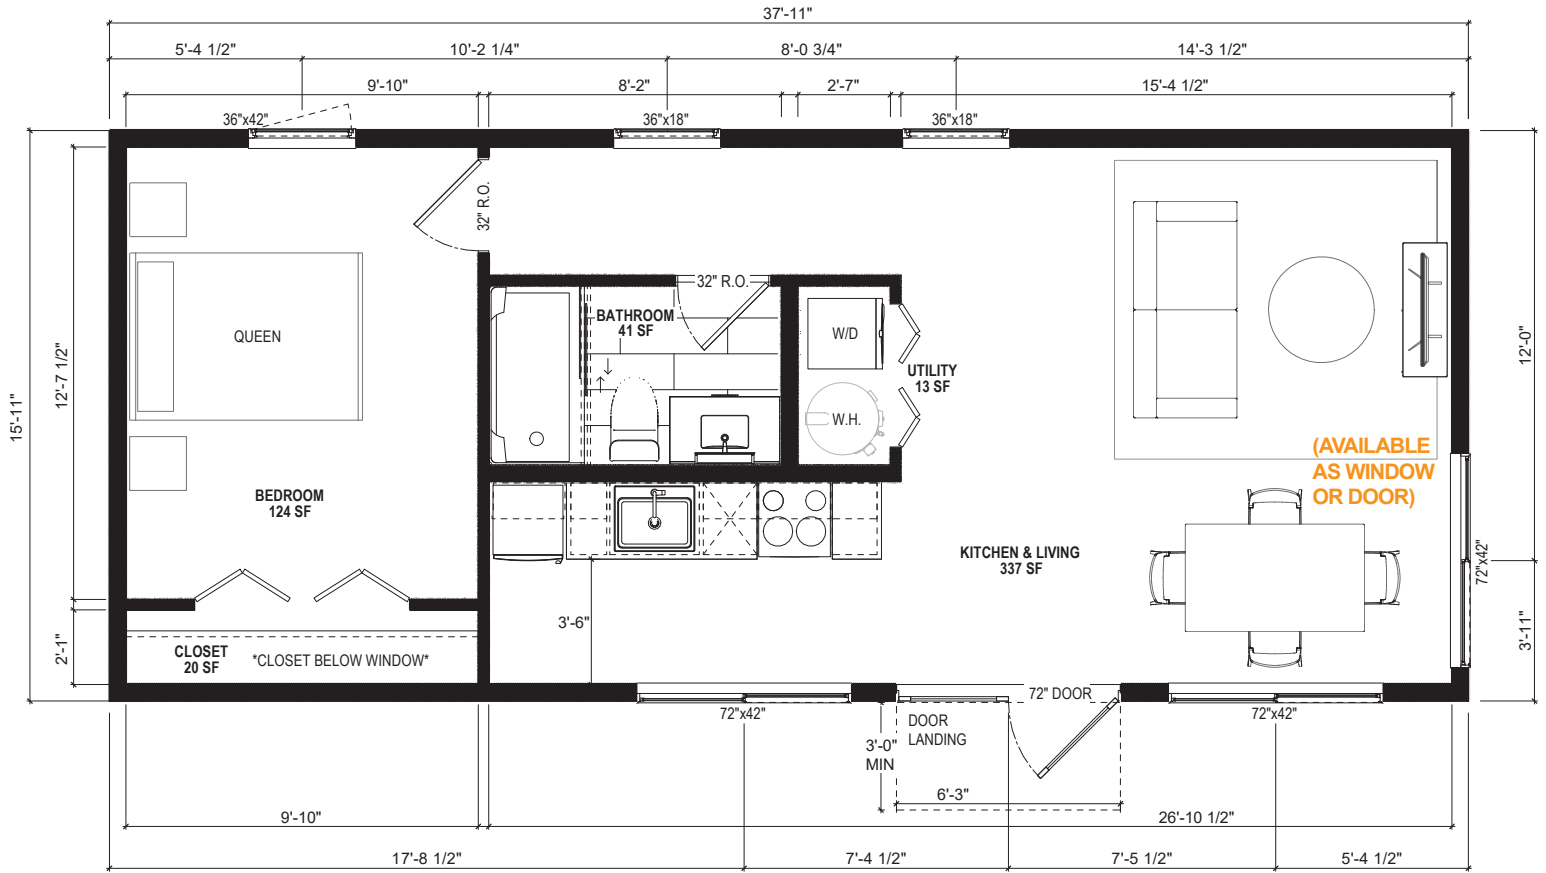 37'-11"
5'-4 1/2"
10'-2 1/4"
8'-0 3/4"
14'-3 1/2"
9'-10"
8'-2"
2'-7"
15'-4 1/2"
36"x42"
36"x18"
36"x18"
32" R.O.
32" R.O.
QUEEN
BATHROOM
41 SF
W/D
W.H.
UTILITY
13 SF
15'-11"
12'-7 1/2"
12'-0"
(AVAILABLE
AS WINDOW
OR DOOR)
BEDROOM
124 SF
KITCHEN & LIVING
337 SF
72"x42"
3'-6"
2'-1"
3'-11"
CLOSET
20 SF
*CLOSET BELOW WINDOW*
72" DOOR
72"x42"
DOOR
LANDING
72"x42"
3'-0"
MIN
6'-3"
9'-10"
26'-10 1/2"
17'-8 1/2"
7'-4 1/2"
7'-5 1/2"
5'-4 1/2"